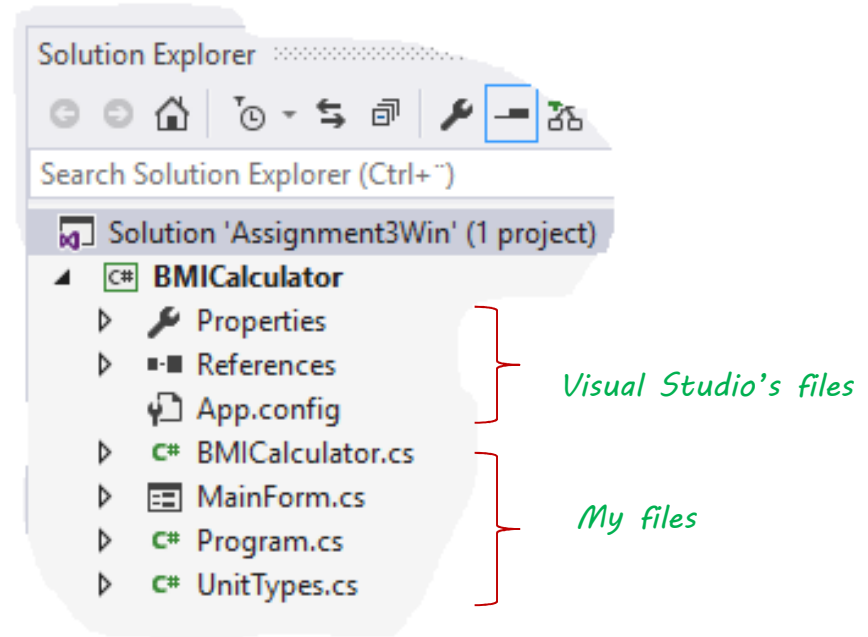 Solution Explorer
Search Solution Explorer (Ctrl+¨)
Solution 'Assignment3Win' (1 project)
C# BMICalculator
Properties
References
App.config
Visual Studio's files
C# BMICalculator.cs
MainForm.cs
My files
C# Program.cs
C# UnitTypes.cs